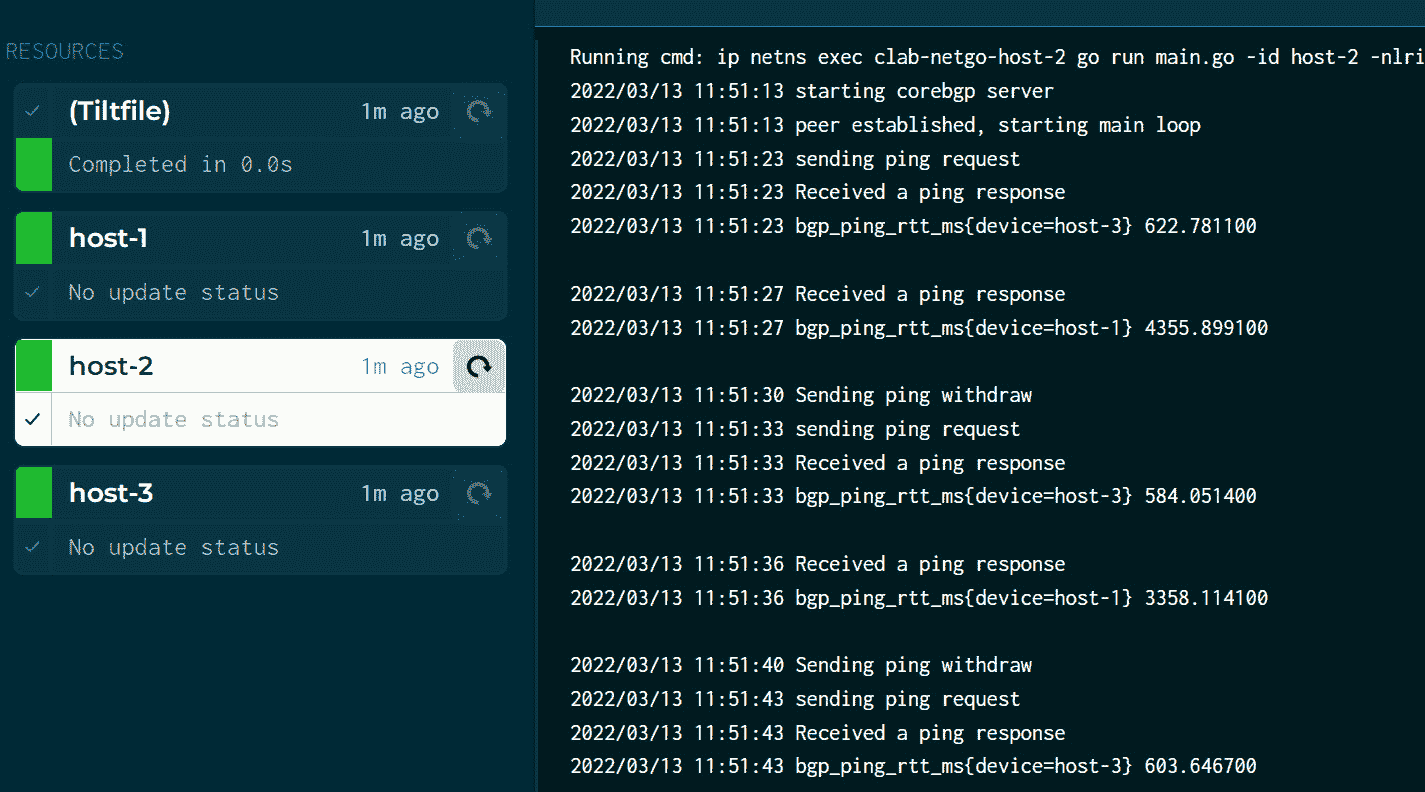 RESOURCES
(Tiltfile) 1m ago
Completed in 0.0s
host-1 1m ago
No update status
host-2 1m ago
No update status
host-3 1m ago
No update status
Running cmd: ip netns exec clab-netgo-host-2 go run main.go -id host-2 -nlri
2022/03/13 11:51:13 starting corebgp server
2022/03/13 11:51:13 peer established, starting main loop
2022/03/13 11:51:23 sending ping request
2022/03/13 11:51:23 Received a ping response
2022/03/13 11:51:23 bgp_ping_rtt_ms{device=host-3} 622.781100
2022/03/13 11:51:27 Received a ping response
2022/03/13 11:51:27 bgp_ping_rtt_ms{device=host-1} 4355.899100
2022/03/13 11:51:30 Sending ping withdraw
2022/03/13 11:51:33 sending ping request
2022/03/13 11:51:33 Received a ping response
2022/03/13 11:51:33 bgp_ping_rtt_ms{device=host-3} 584.051400
2022/03/13 11:51:36 Received a ping response
2022/03/13 11:51:36 bgp_ping_rtt_ms{device=host-1} 3358.114100
2022/03/13 11:51:40 Sending ping withdraw
2022/03/13 11:51:43 sending ping request
2022/03/13 11:51:43 Received a ping response
2022/03/13 11:51:43 bgp_ping_rtt_ms{device=host-3} 603.646700